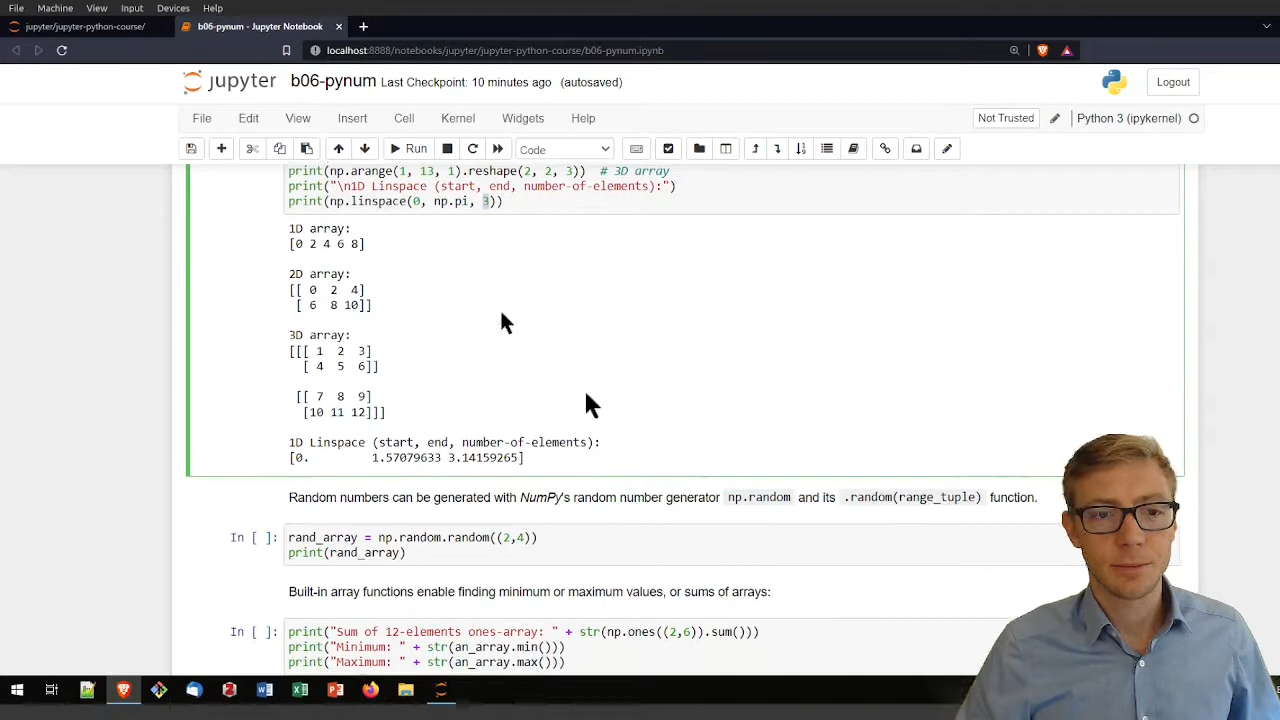 File Machine View Input Devices Help
jupyter/jupyter-python-course/
b06-pynum - Jupyter Notebook
localhost:8888/notebooks/jupyter/jupyter-python-course/b06-pynum.ipynb
jupyter b06-pynum Last Checkpoint: 10 minutes ago (autosaved)
Logout
File Edit View Insert Cell Kernel Widgets Help
Not Trusted
Python 3 (ipykernel)
Run
Code
print(np.arange(1, 13, 1).reshape(2, 2, 3)) # 3D array
print("\n1D Linspace (start, end, number-of-elements):")
print(np.linspace(0, np.pi, 3))
1D array:
[0 2 4 6 8]
2D array:
[[ 0 2 4]
[ 6 8 10]]
3D array:
[[[ 1 2 3]
[ 4 5 6]]
[[ 7 8 9]
[10 11 12]]]
1D Linspace (start, end, number-of-elements):
[0. 1.57079633 3.14159265]
Random numbers can be generated with NumPy's random number generator np.random and its .random(range_tuple) function.
In [ ]:
rand_array = np.random.random((2,4))
print(rand_array)
Built-in array functions enable finding minimum or maximum values, or sums of arrays:
In [ ]:
print("Sum of 12-elements ones-array: " + str(np.ones((2,6)).sum()))
print("Minimum: " + str(an_array.min()))
print("Maximum: " + str(an_array.max()))